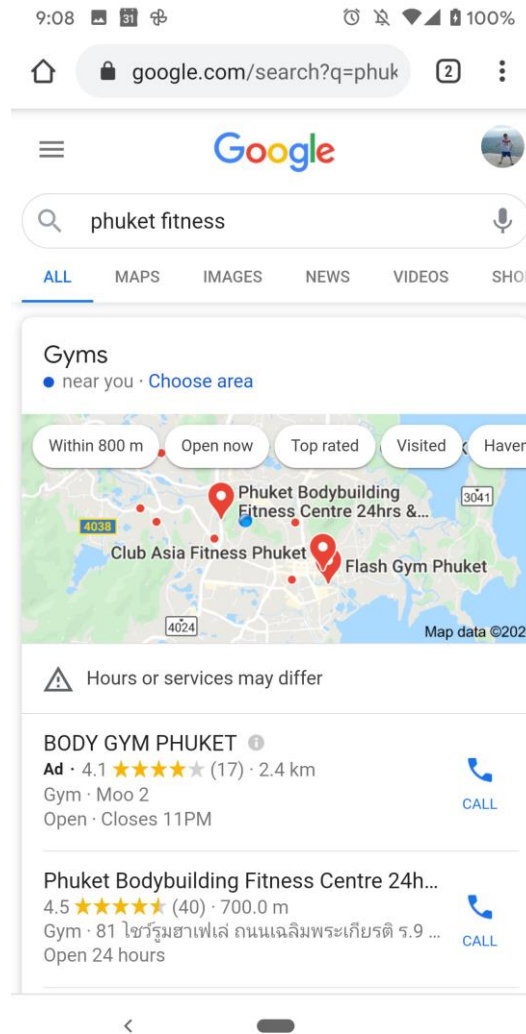 9:08 31 100%
google.com/search?q=phuk 2
Google
phuket fitness
ALL MAPS IMAGES NEWS VIDEOS SHO
Gyms
near you · Choose area
Within 800 m Open now Top rated Visited Haven
Phuket Bodybuilding
Fitness Centre 24hrs &...
3041
4038
Club Asia Fitness Phuket
Flash Gym Phuket
4024
Map data ©202
Hours or services may differ
BODY GYM PHUKET
Ad · 4.1 (17) · 2.4 km
Gym · Moo 2
Open · Closes 11PM
CALL
Phuket Bodybuilding Fitness Centre 24h...
4.5 (40) · 700.0 m
Gym · 81 โชว์รูมฮาเฟเล่ ถนนเฉลิมพระเกียรติ ร.9 ...
Open 24 hours
CALL